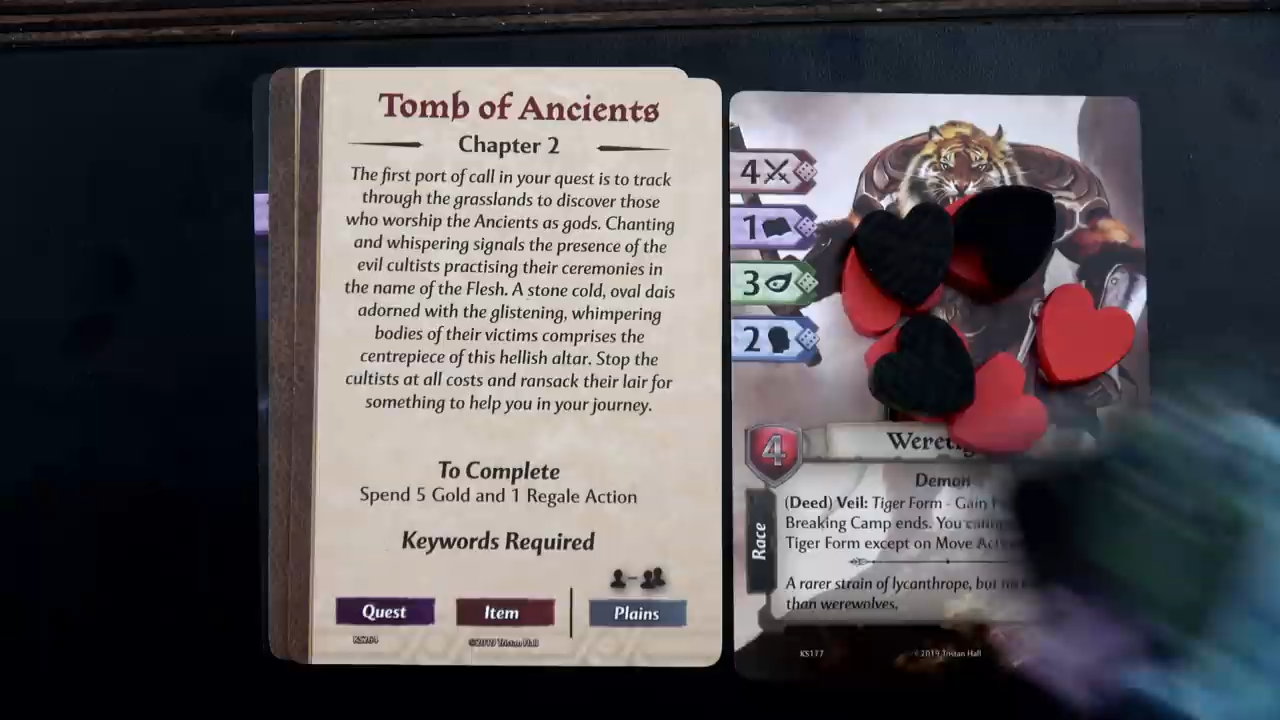 Tomb of Ancients
Chapter 2
The first port of call in your quest is to track
through the grasslands to discover those
who worship the Ancients as gods. Chanting
and whispering signals the presence of the
evil cultists practising their ceremonies in
the name of the Flesh. A stone cold, oval dais
adorned with the glistening, whimpering
bodies of their victims comprises the
centrepiece of this hellish altar. Stop the
cultists at all costs and ransack their lair for
something to help you in your journey.
To Complete
Spend 5 Gold and 1 Regale Action
Keywords Required
Quest
Item
Plains
KS264
©2019 Tristan Hall
4
1
3
2
4
Demon
Race
(Deed) Veil: Tiger Form - Gain
Breaking Camp ends. You
Tiger Form except on Move
A rarer strain of lycanthrope, but
than werewolves.
KS177
©2019 Tristan Hall